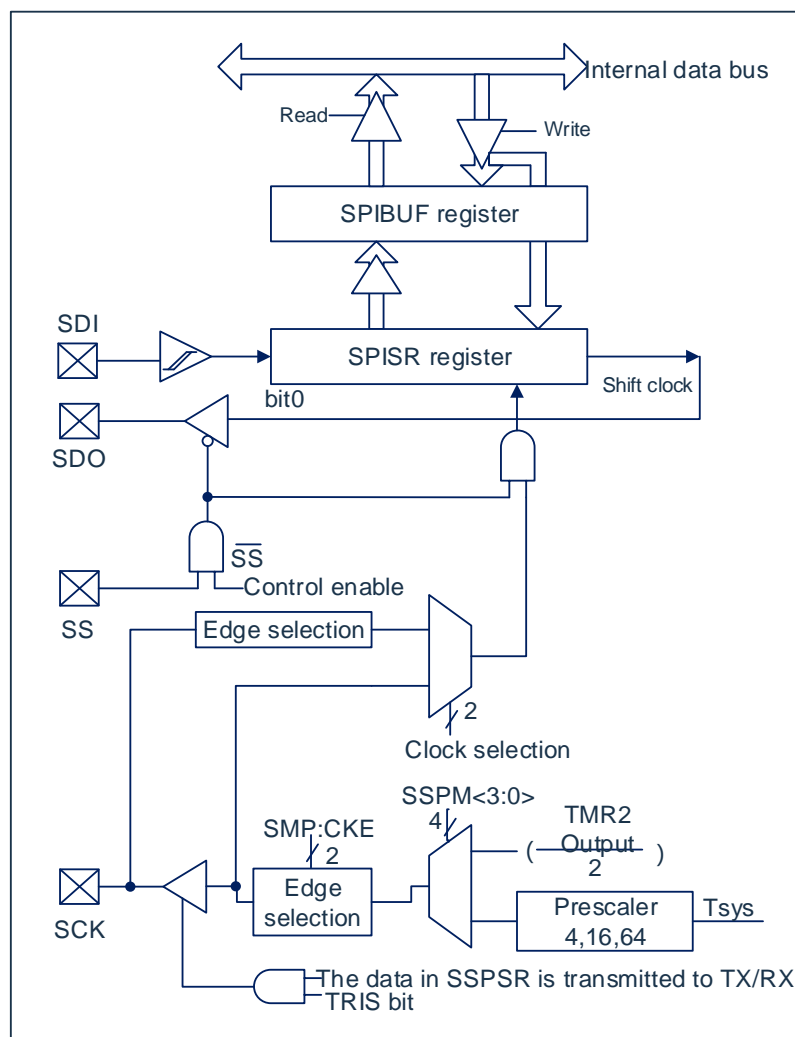 Internal data bus
Read
Write
SPIBUF register
SDI
SPISR register
bit0
Shift clock
SDO
SS
Control enable
SS
Edge selection
2
Clock selection
SSPM<3:0>
4
SMP:CKE
2
TMR2
( Output )
2
SCK
Edge
selection
Prescaler
4,16,64
Tsys
The data in SSPSR is transmitted to TX/RX
TRIS bit